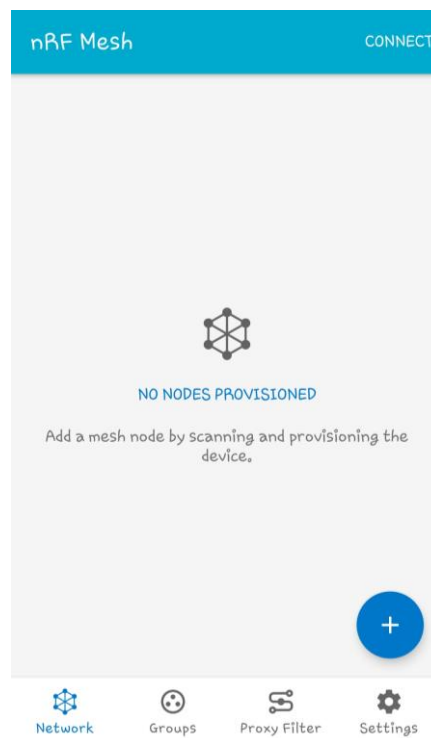 nRF Mesh
CONNECT
NO NODES PROVISIONED
Add a mesh node by scanning and provisioning the
device.
Network
Groups
Proxy Filter
Settings